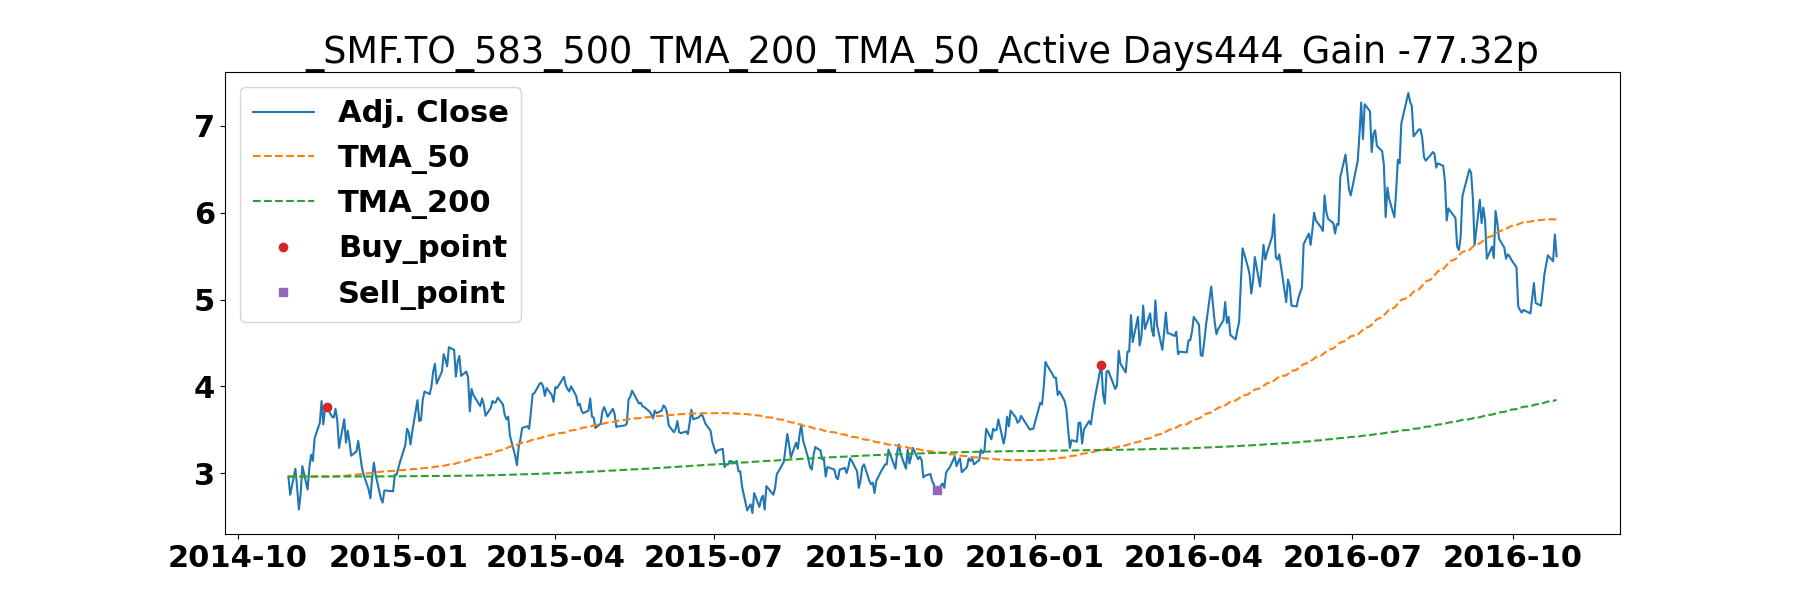 _SMF.TO_583_500_TMA_200_TMA_50_Active Days444_Gain -77.32p
Adj. Close
TMA_50
TMA_200
Buy_point
Sell_point
7
6
5
4
3
2014-10 2015-01 2015-04 2015-07 2015-10 2016-01 2016-04 2016-07 2016-10